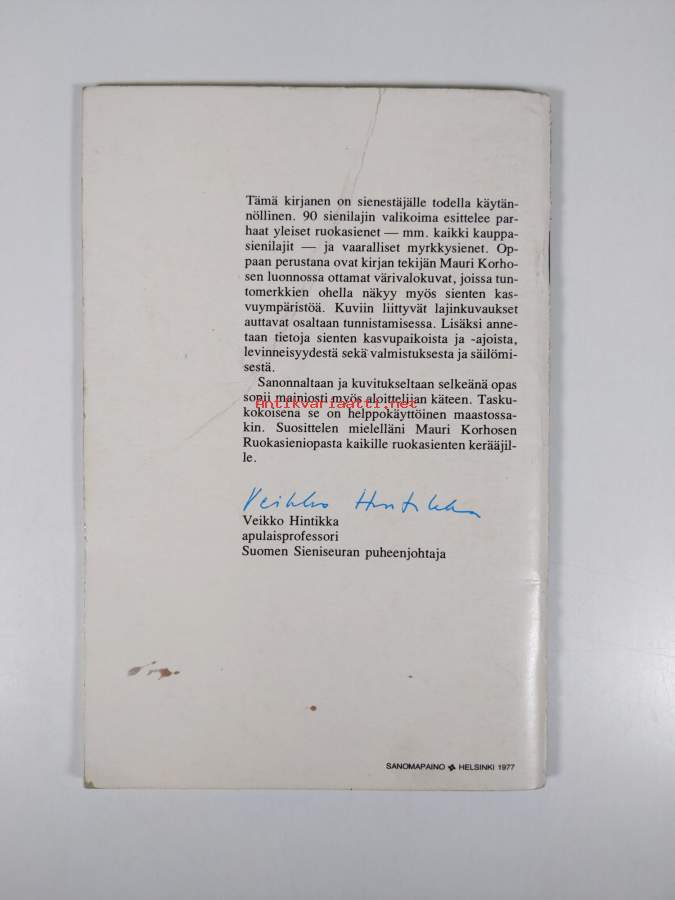 Tämä kirjanen on sienestäjälle todella käytän-
nöllinen. 90 sienilajin valikoima esittelee par-
haat yleiset ruokasienet — mm. kaikki kauppa-
sienilajit — ja vaaralliset myrkkysienet. Op-
paan perustana ovat kirjan tekijän Mauri Korho-
sen luonnossa ottamat värivalokuvat, joissa tun-
tomerkkien ohella näkyy myös sienten kas-
vuympäristöä. Kuviin liittyvät lajinkuvaukset
auttavat osaltaan tunnistamisessa. Lisäksi anne-
taan tietoja sienten kasvupaikoista ja -ajoista,
levinneisyydestä sekä valmistuksesta ja säilömi-
sestä.
Sanonnaltaan ja kuvitukseltaan selkeänä opas
sopii mainiosti myös aloittelijan käteen. Tasku-
Antikvariaatti.net
kokoisena se on helppokäyttöinen maastossa-
kin. Suosittelen mielelläni Mauri Korhosen
Ruokasieniopasta kaikille ruokasienten kerääjil-
le.
Veikko Hintikka
Veikko Hintikka
apulaisprofessori
Suomen Sieniseuran puheenjohtaja
SANOMAPAINO HELSINKI 1977